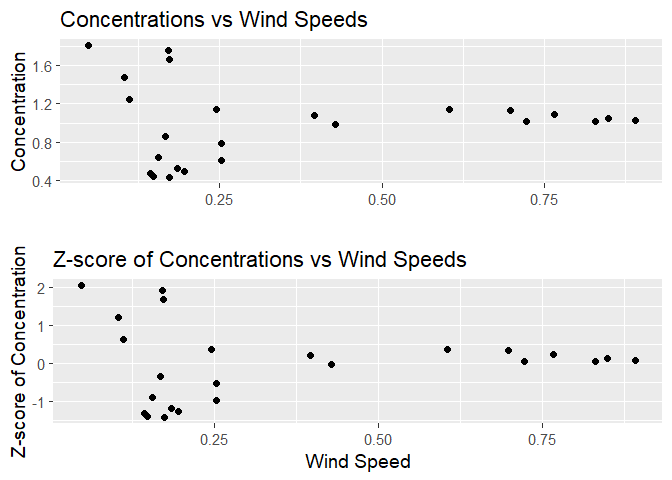 Concentrations vs Wind Speeds
Concentration
1.6
1.2
0.8
0.4
0.25 0.50 0.75
Z-score of Concentrations vs Wind Speeds
Z-score of Concentration
2
1
0
-1
0.25 0.50 0.75
Wind Speed